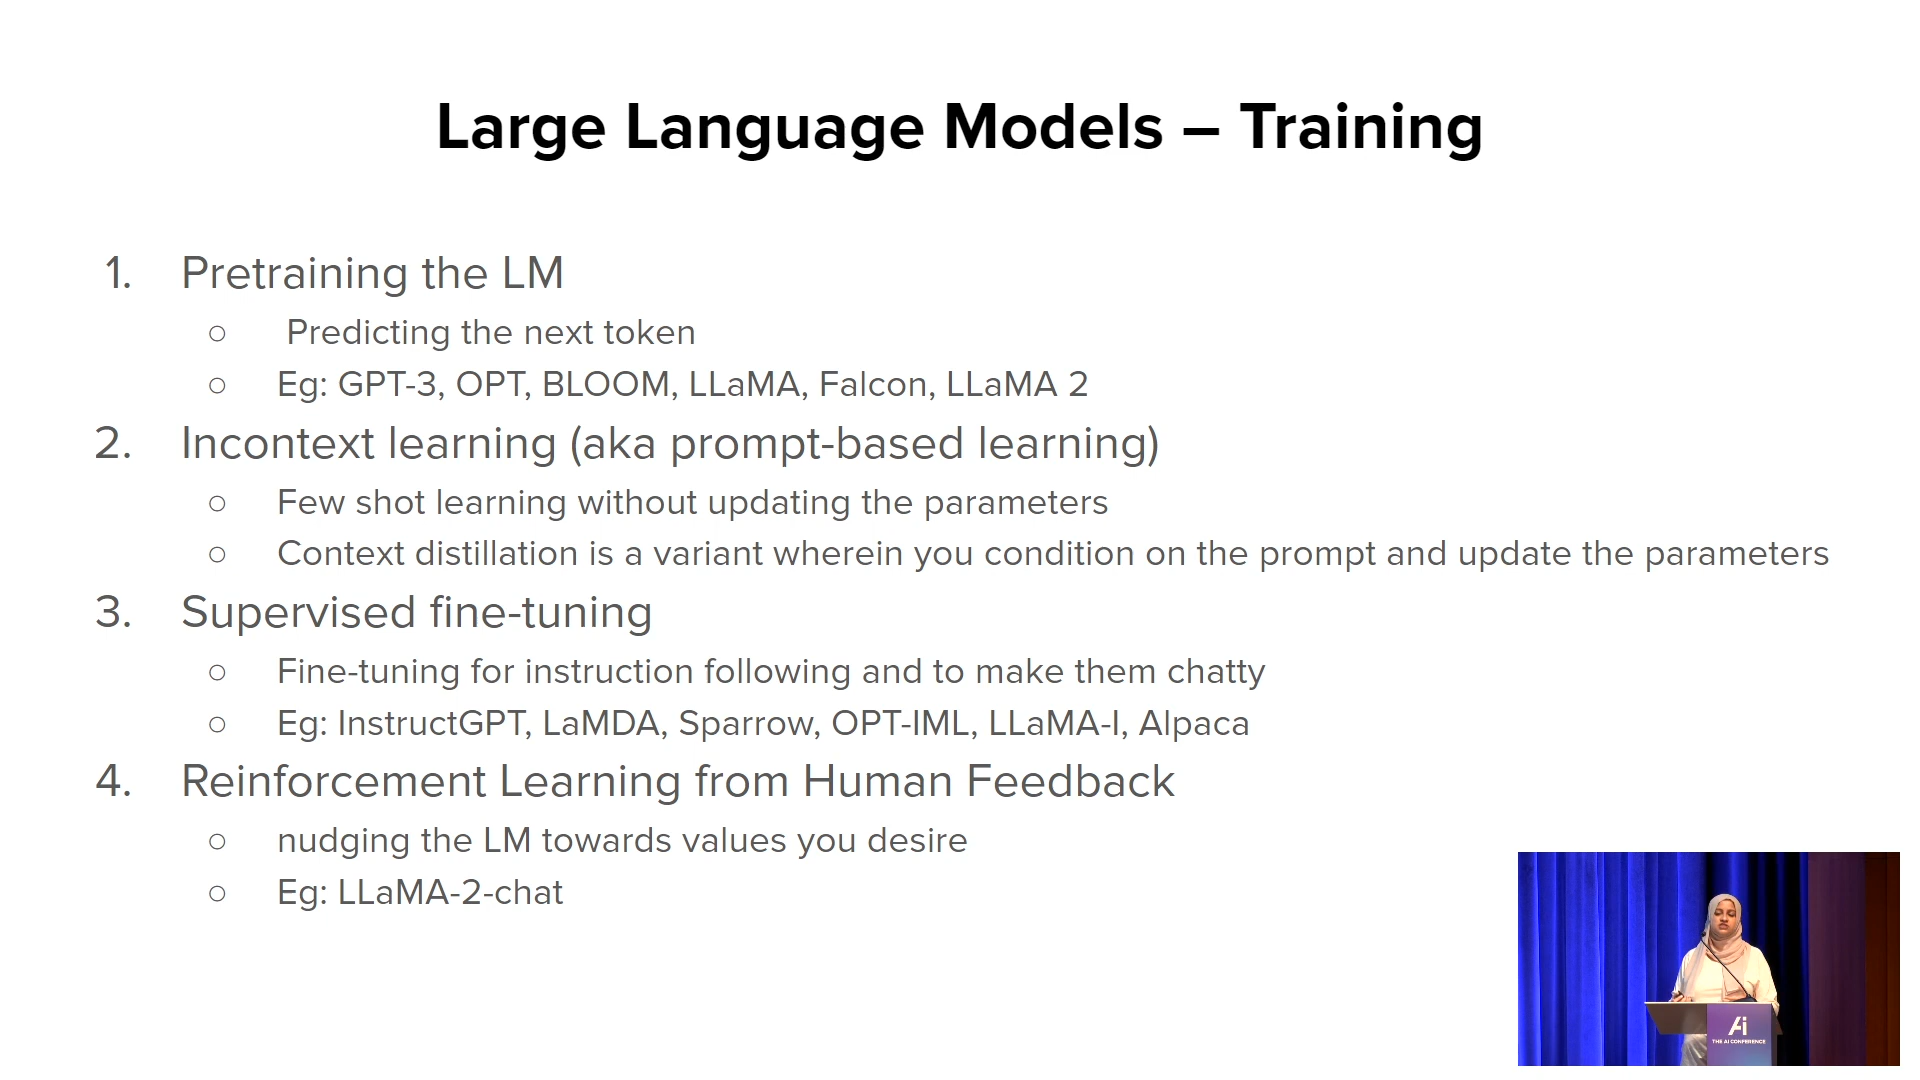 Large Language Models – Training
1. Pretraining the LM
○ Predicting the next token
○ Eg: GPT-3, OPT, BLOOM, LLaMA, Falcon, LLaMA 2
2. Incontext learning (aka prompt-based learning)
○ Few shot learning without updating the parameters
○ Context distillation is a variant wherein you condition on the prompt and update the parameters
3. Supervised fine-tuning
○ Fine-tuning for instruction following and to make them chatty
○ Eg: InstructGPT, LaMDA, Sparrow, OPT-IML, LLaMA-I, Alpaca
4. Reinforcement Learning from Human Feedback
○ nudging the LM towards values you desire
○ Eg: LLaMA-2-chat
Ai
THE AI CONFERENCE